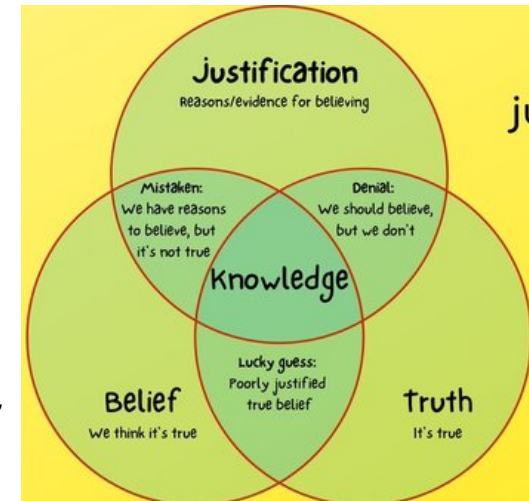 Justification
Reasons/evidence for believing
ju
Mistaken:
We have reasons
to believe, but
it's not true
Denial:
We should believe,
but we don't
Knowledge
Lucky guess:
Poorly justified
true belief
Belief
We think it's true
Truth
It's true